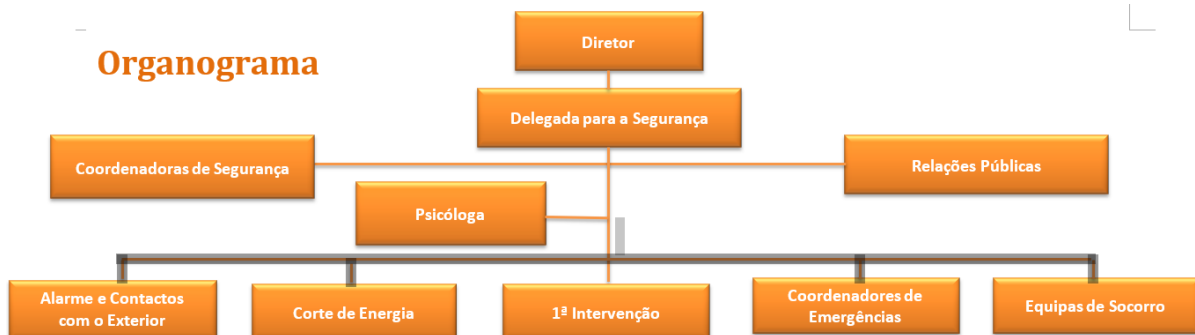 Organograma
Diretor
Delegada para a Segurança
Coordenadoras de Segurança
Relações Públicas
Psicóloga
Alarme e Contactos
com o Exterior
Corte de Energia
1ª Intervenção
Coordenadores de
Emergências
Equipas de Socorro